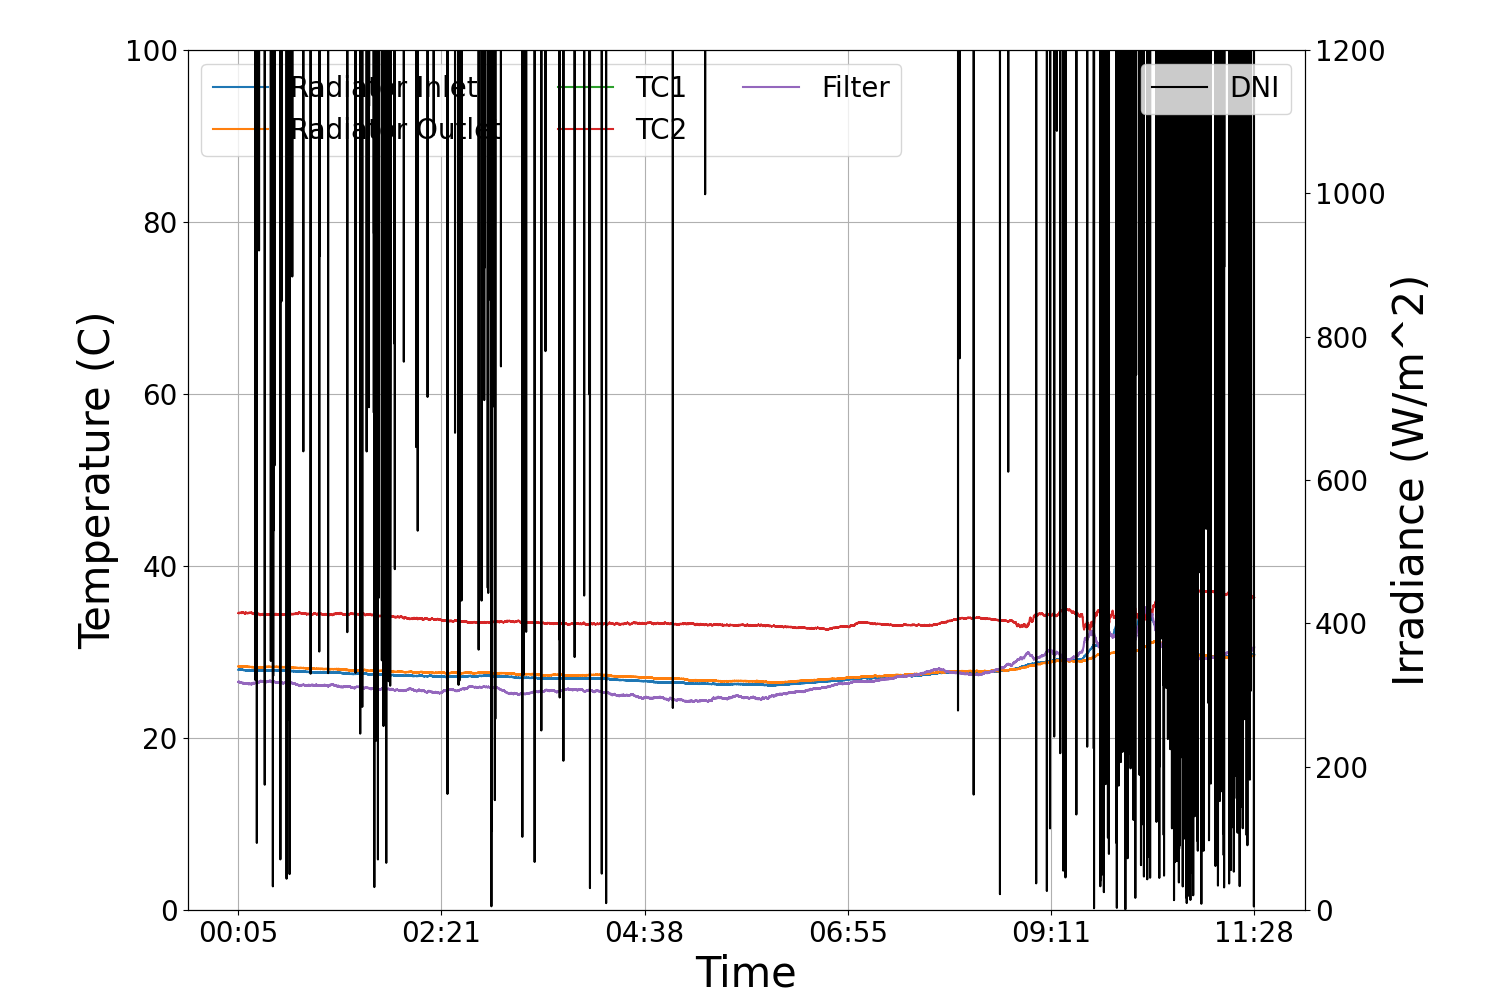 100
80
60
40
20
0
1200
1000
800
600
400
200
0
Radiator Inlet
Radiator Outlet
TC1
TC2
Filter
DNI
Temperature (C)
Irradiance (W/m^2)
00:05 02:21 04:38 06:55 09:11 11:28
Time